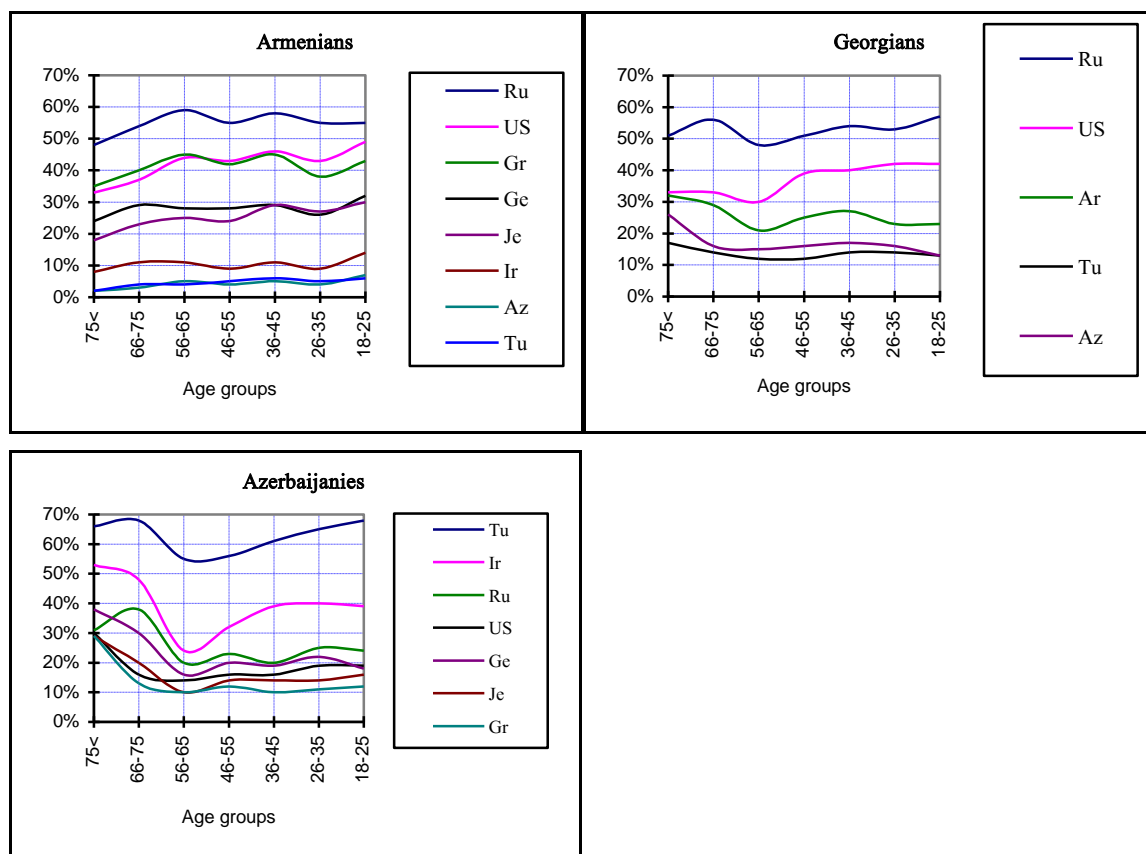 Armenians
70%
60%
50%
40%
30%
20%
10%
0%
75<
66-75
56-65
46-55
36-45
26-35
18-25
Age groups
Ru
US
Gr
Ge
Je
Ir
Az
Tu
Georgians
70%
60%
50%
40%
30%
20%
10%
0%
75<
66-75
56-65
46-55
36-45
26-35
18-25
Age groups
Ru
US
Ar
Tu
Az
Azerbaijanies
70%
60%
50%
40%
30%
20%
10%
0%
75<
66-75
56-65
46-55
36-45
26-35
18-25
Age groups
Tu
Ir
Ru
US
Ge
Je
Gr